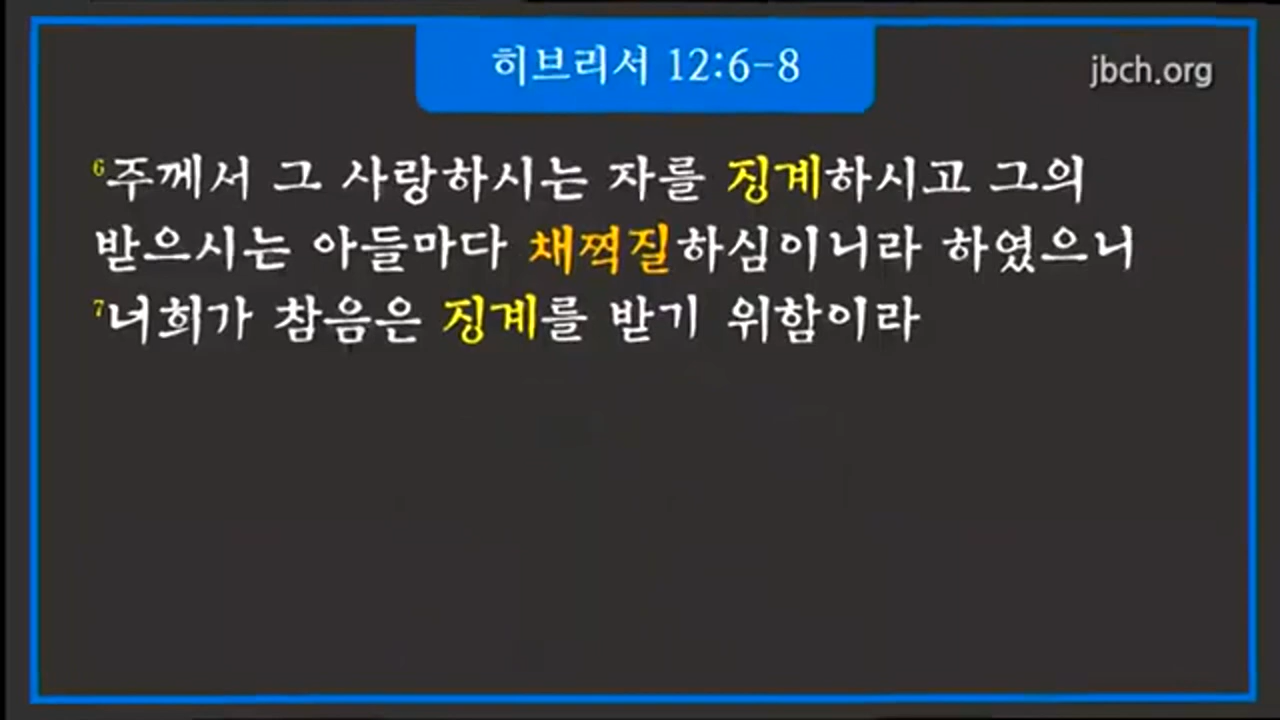 히브리서 12:6-8
jbch.org
6주께서 그 사랑하시는 자를 징계하시고 그의
받으시는 아들마다 채찍질하심이니라 하였으니
7너희가 참음은 징계를 받기 위함이라